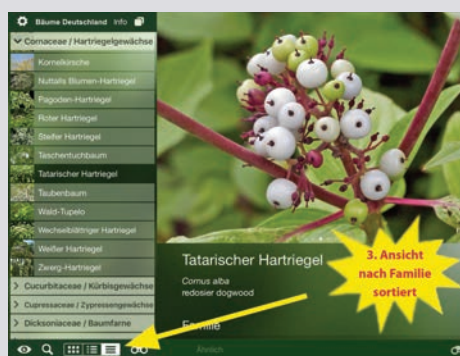 Bäume Deutschland Info
Cornaceae / Hartriegelgewächse
Kornelkirsche
Nuttalls Blumen-Hartriegel
Pagoden-Hartriegel
Roter Hartriegel
Steifer Hartriegel
Taschentuchbaum
Tatarischer Hartriegel
Taubenbaum
Wald-Tupelo
Wechselblättriger Hartriegel
Weißer Hartriegel
Zwerg-Hartriegel
Cucurbitaceae / Kürbisgewächse
Cupressaceae / Zypressengewächse
Dicksoniaceae / Baumfarne
Tatarischer Hartriegel
Cornus alba
redosier dogwood
Familie
Ähnlich
3. Ansicht
nach Familie
sortiert